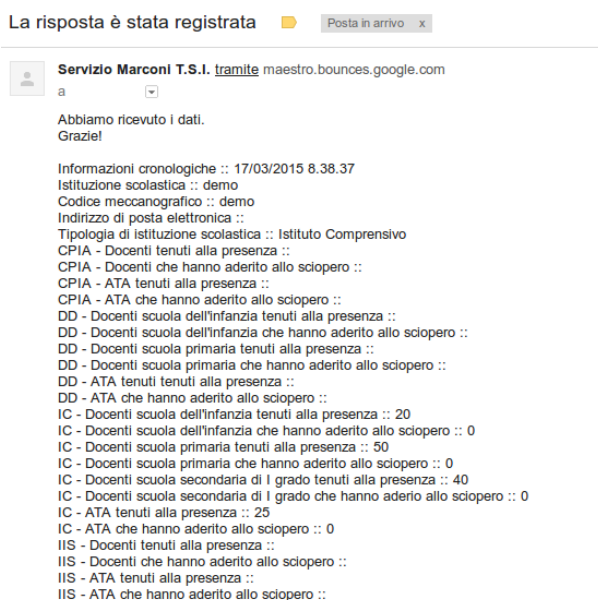 La risposta è stata registrata Posta in arrivo x
Servizio Marconi T.S.I. tramite maestro.bounces.google.com
a
Abbiamo ricevuto i dati.
Grazie!
Informazioni cronologiche :: 17/03/2015 8.38.37
Istituzione scolastica :: demo
Codice meccanografico :: demo
Indirizzo di posta elettronica ::
Tipologia di istituzione scolastica :: Istituto Comprensivo
CPIA - Docenti tenuti alla presenza ::
CPIA - Docenti che hanno aderito allo sciopero ::
CPIA - ATA tenuti alla presenza ::
CPIA - ATA che hanno aderito allo sciopero ::
DD - Docenti scuola dell'infanzia tenuti alla presenza ::
DD - Docenti scuola dell'infanzia che hanno aderito allo sciopero ::
DD - Docenti scuola primaria tenuti alla presenza ::
DD - Docenti scuola primaria che hanno aderito allo sciopero ::
DD - ATA tenuti tenuti alla presenza ::
DD - ATA che hanno aderito allo sciopero ::
IC - Docenti scuola dell'infanzia tenuti alla presenza :: 20
IC - Docenti scuola dell'infanzia che hanno aderito allo sciopero :: 0
IC - Docenti scuola primaria tenuti alla presenza :: 50
IC - Docenti scuola primaria che hanno aderito allo sciopero :: 0
IC - Docenti scuola secondaria di I grado tenuti alla presenza :: 40
IC - Docenti scuola secondaria di I grado che hanno aderio allo sciopero :: 0
IC - ATA tenuti alla presenza :: 25
IC - ATA che hanno aderito allo sciopero :: 0
IIS - Docenti tenuti alla presenza ::
IIS - Docenti che hanno aderito allo sciopero ::
IIS - ATA tenuti alla presenza ::
IIS - ATA che hanno aderito allo sciopero ::